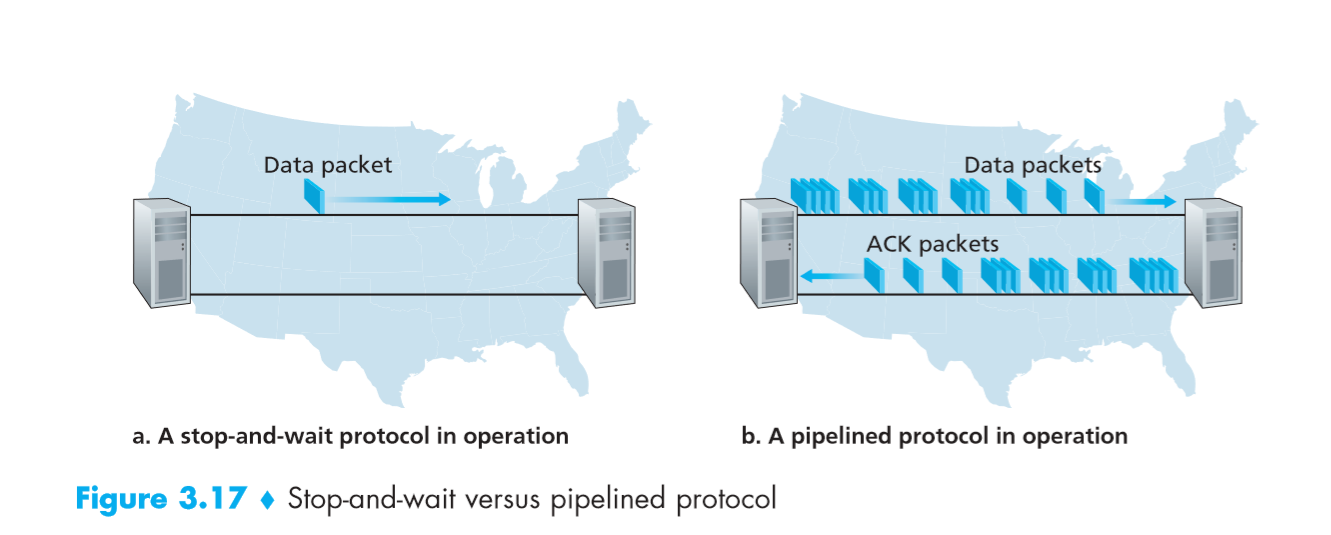 Data packet
Data packets
ACK packets
a. A stop-and-wait protocol in operation
b. A pipelined protocol in operation
Figure 3.17 ♦ Stop-and-wait versus pipelined protocol